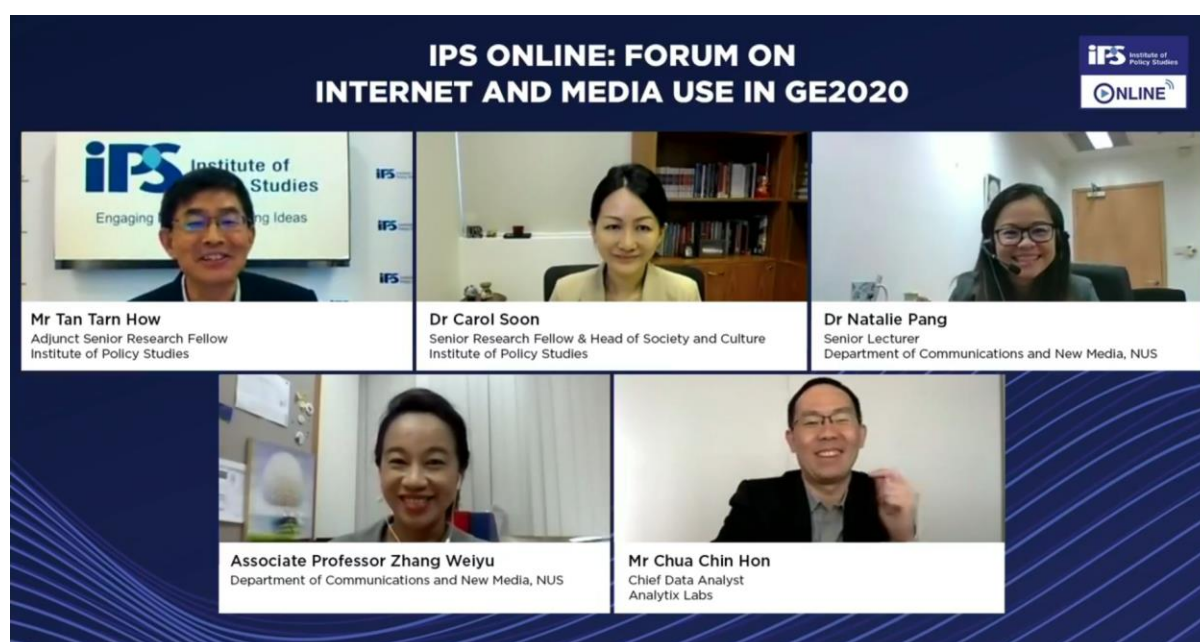 IPS ONLINE: FORUM ON
INTERNET AND MEDIA USE IN GE2020
iPS Institute of
Policy Studies
ONLINE
iPS Institute of
Studies
Engaging ng Ideas
iPS
iPS
iPS
Mr Tan Tarn How
Adjunct Senior Research Fellow
Institute of Policy Studies
Dr Carol Soon
Senior Research Fellow & Head of Society and Culture
Institute of Policy Studies
Dr Natalie Pang
Senior Lecturer
Department of Communications and New Media, NUS
Associate Professor Zhang Weiyu
Department of Communications and New Media, NUS
Mr Chua Chin Hon
Chief Data Analyst
Analytix Labs